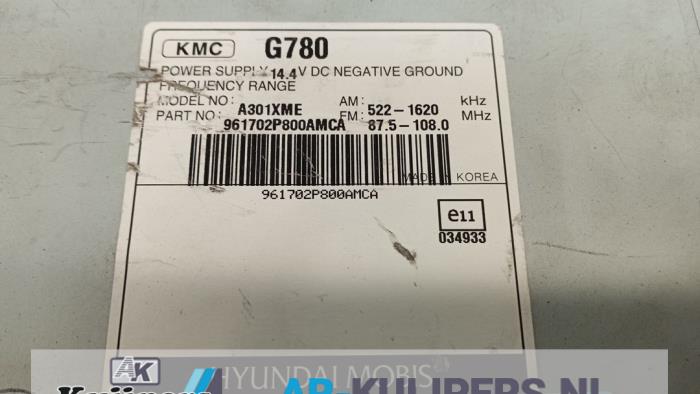 KMC G780
POWER SUPPLY 14.4V DC NEGATIVE GROUND
FREQUENCY RANGE
MODEL NO: A301XME AM: 522-1620 kHz
PART NO: 961702P800AMCA FM: 87.5-108.0 MHz
961702P800AMCA
MADE IN KOREA
e11
034933
HYUNDAI MOBIS
AK
Kuijpers
AP-KUIJPERS.NL